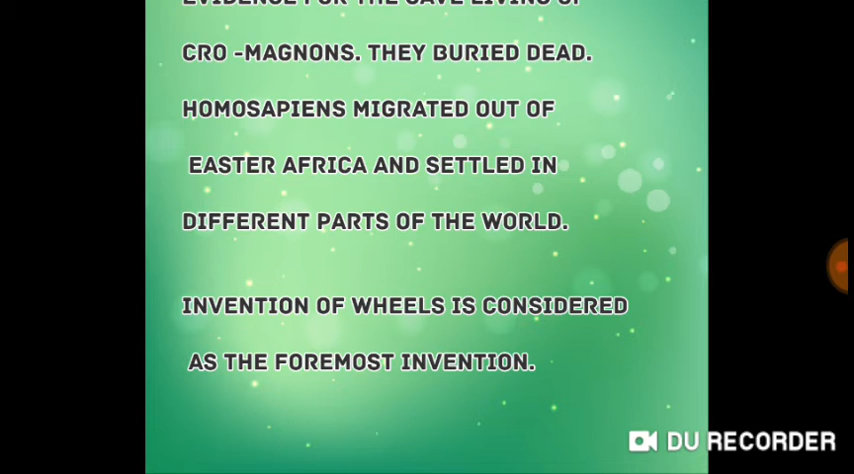 EVIDENCE FOR THE CAVE LIVING OF
CRO -MAGNONS. THEY BURIED DEAD.
HOMOSAPIENS MIGRATED OUT OF
EASTER AFRICA AND SETTLED IN
DIFFERENT PARTS OF THE WORLD.
INVENTION OF WHEELS IS CONSIDERED
AS THE FOREMOST INVENTION.
DU RECORDER